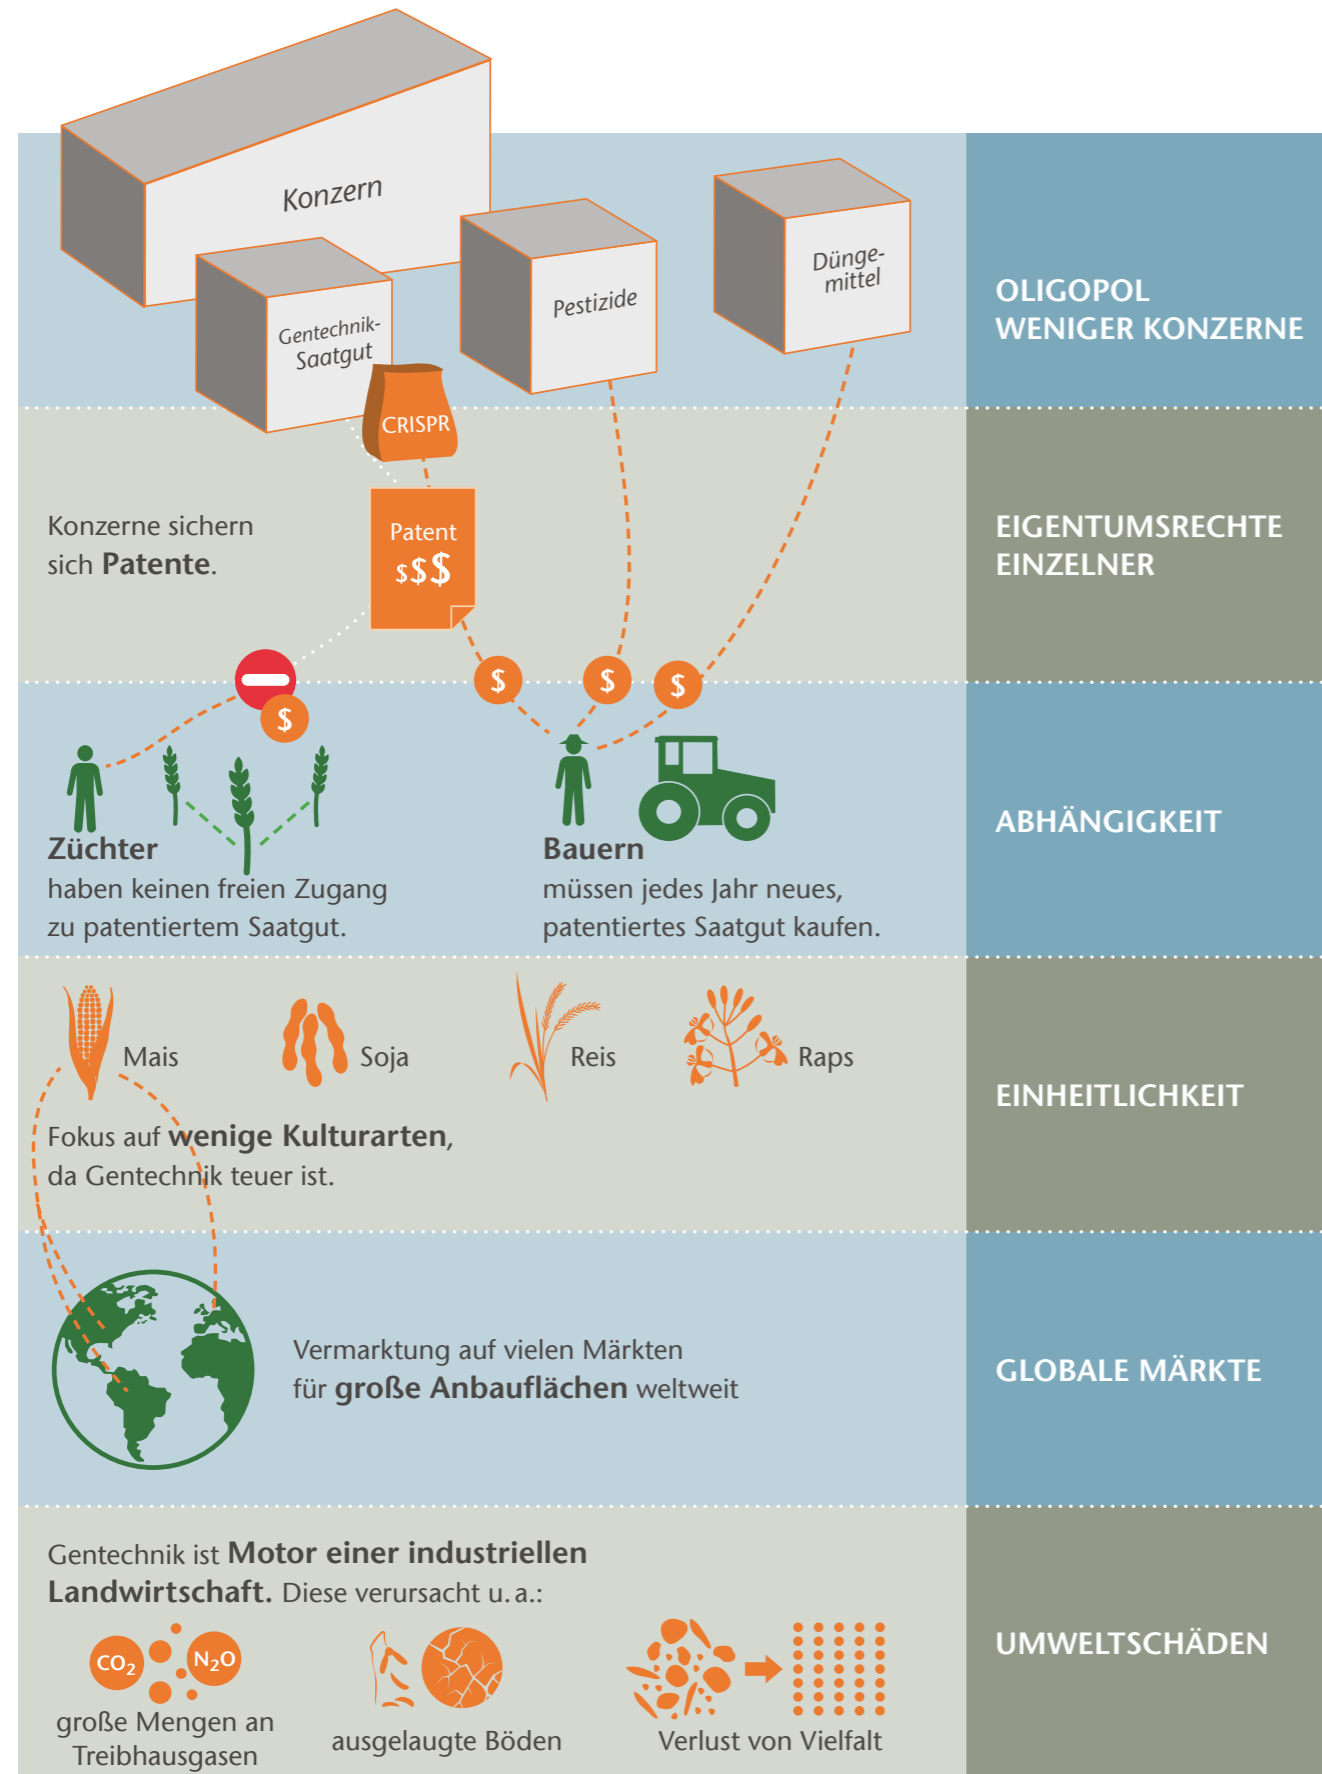 Konzern
Gentechnik-
Saatgut
Pestizide
Dünge-
mittel
CRISPR
OLIGOPOL
WENIGER KONZERNE
Konzerne sichern
sich Patente.
Patent
$$$
EIGENTUMSRECHTE
EINZELNER
$
$
$
$
Züchter
haben keinen freien Zugang
zu patentiertem Saatgut.
Bauern
müssen jedes Jahr neues,
patentiertes Saatgut kaufen.
ABHÄNGIGKEIT
Mais
Soja
Reis
Raps
Fokus auf wenige Kulturarten,
da Gentechnik teuer ist.
EINHEITLICHKEIT
Vermarktung auf vielen Märkten
für große Anbauflächen weltweit
GLOBALE MÄRKTE
Gentechnik ist Motor einer industriellen
Landwirtschaft. Diese verursacht u. a.:
CO₂
N₂O
große Mengen an
Treibhausgasen
ausgelaugte Böden
Verlust von Vielfalt
UMWELTSCHÄDEN